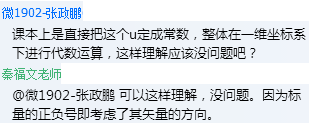 微1902-张政鹏
课本上是直接把这个u定成常数，整体在一维坐标系
下进行代数运算，这样理解应该没问题吧？
秦福文老师
@微1902-张政鹏 可以这样理解，没问题。因为标
量的正负号即考虑了其矢量的方向。